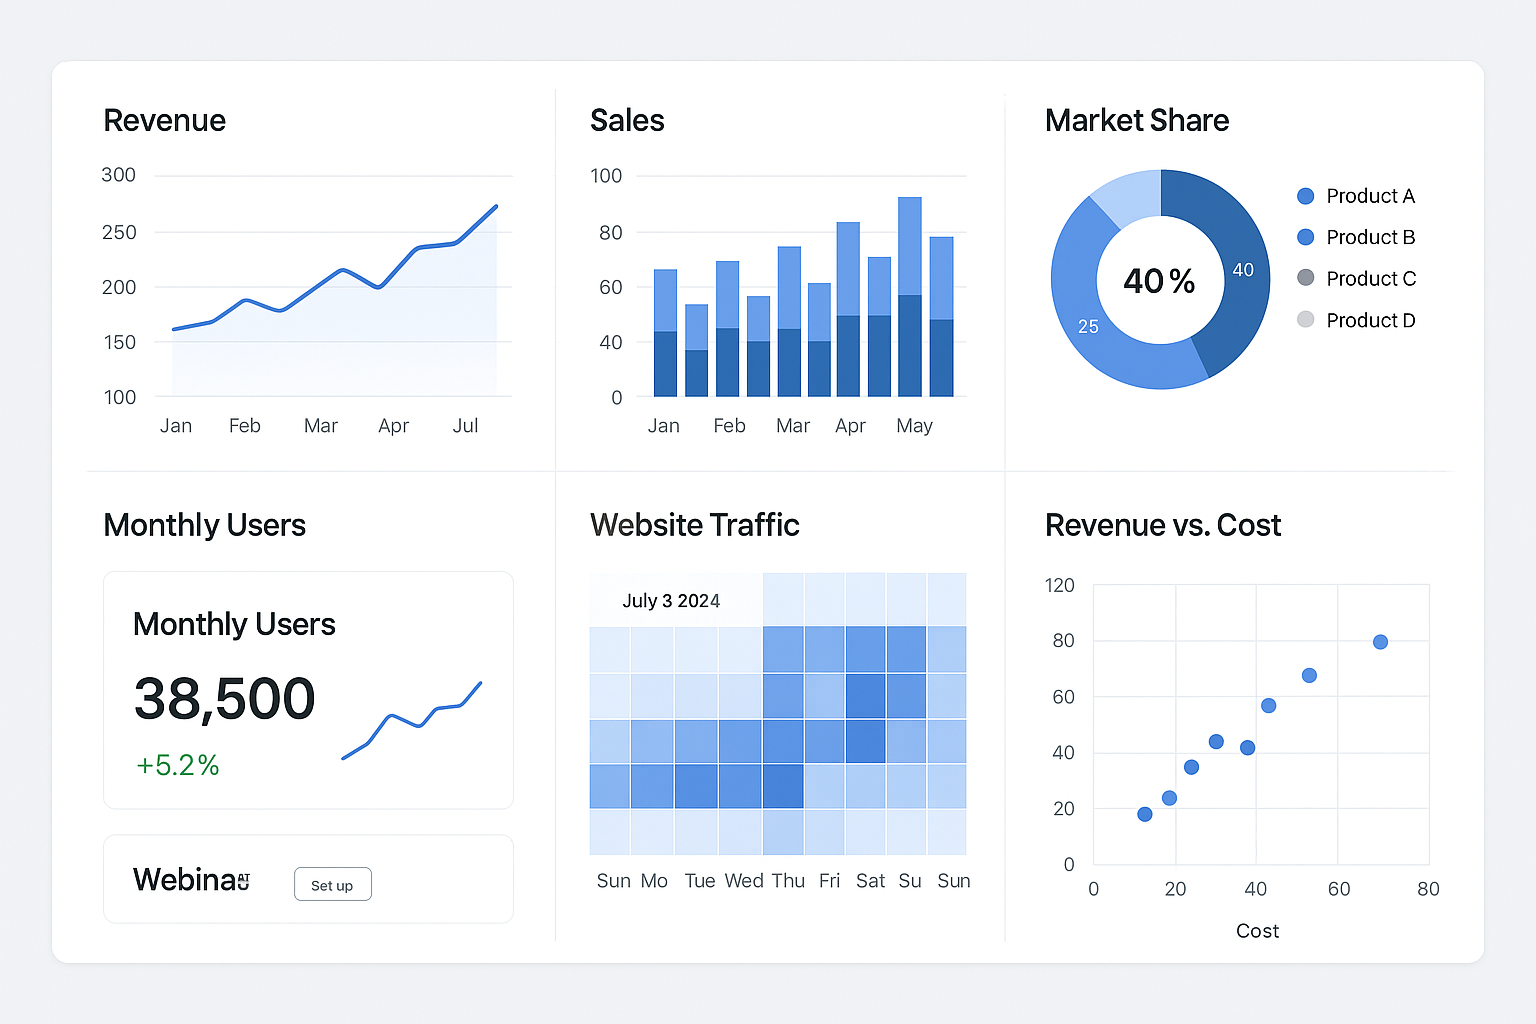 Revenue
300
250
200
150
100
Jan Feb Mar Apr Jul
Sales
100
80
60
40
0
Jan Feb Mar Apr May
Market Share
40
25
40%
Product A
Product B
Product C
Product D
Monthly Users
Monthly Users
38,500
+5.2%
Webina
Set up
Website Traffic
July 3 2024
Sun Mo Tue Wed Thu Fri Sat Su Sun
Revenue vs. Cost
120
80
60
40
20
0
0 20 40 60 80
Cost